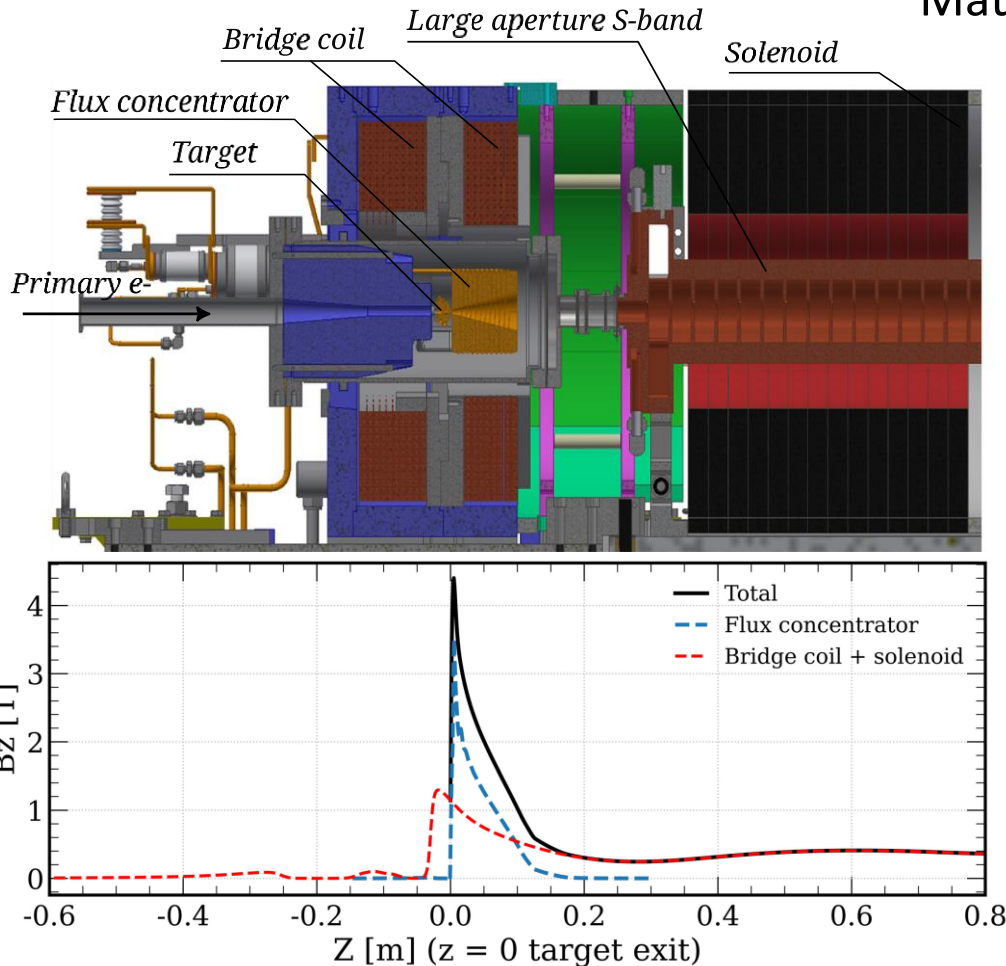 Mat
Large aperture S-band
Bridge coil
Solenoid
Flux concentrator
Target
Primary e-
Total
Flux concentrator
Bridge coil + solenoid
4
3
2
1
0
-0.6 -0.4 -0.2 0.0 0.2 0.4 0.6 0.8
Z [m] (z = 0 target exit)